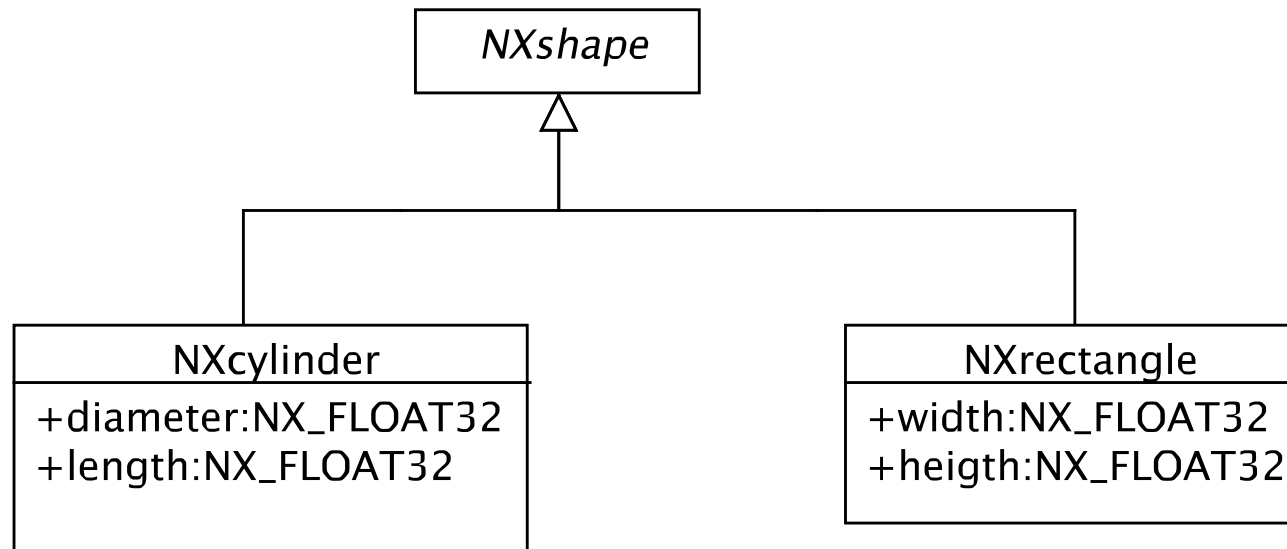 NXshape
NXcylinder
+diameter:NX_FLOAT32
+length:NX_FLOAT32
NXrectangle
+width:NX_FLOAT32
+heigth:NX_FLOAT32